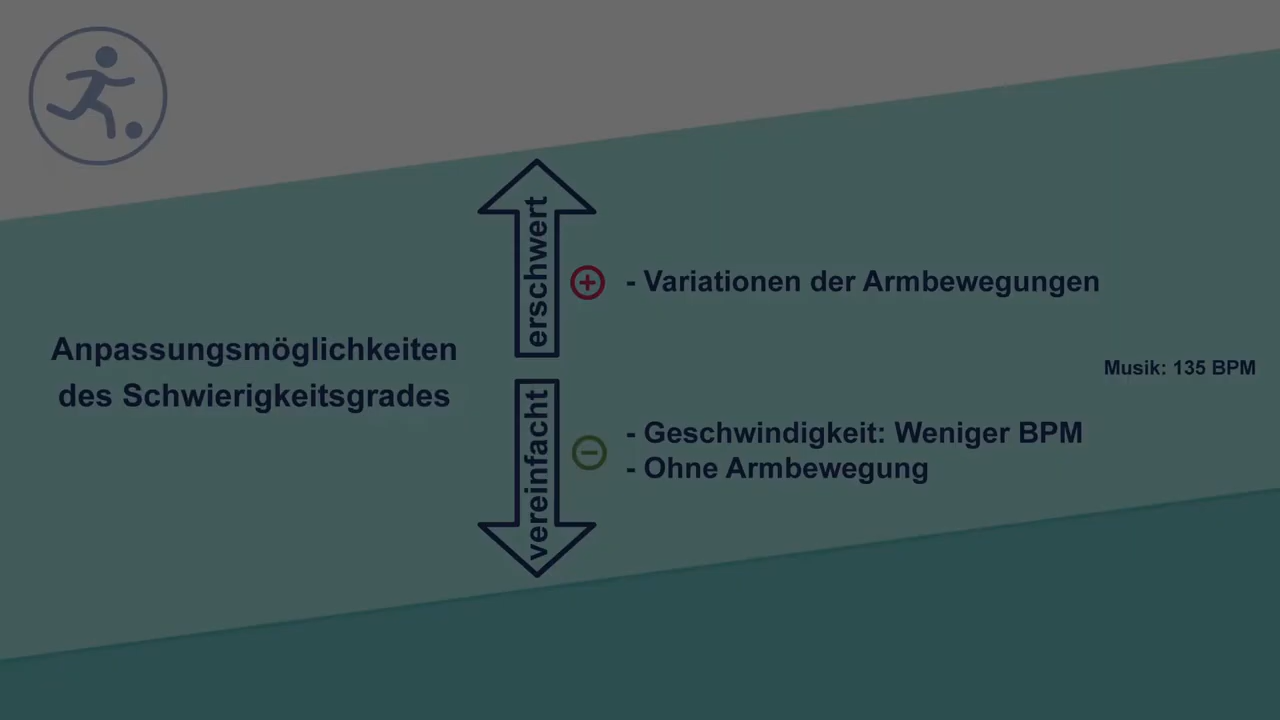 erschwert
- Variationen der Armbewegungen
Anpassungsmöglichkeiten
des Schwierigkeitsgrades
Musik: 135 BPM
vereinfacht
- Geschwindigkeit: Weniger BPM
- Ohne Armbewegung